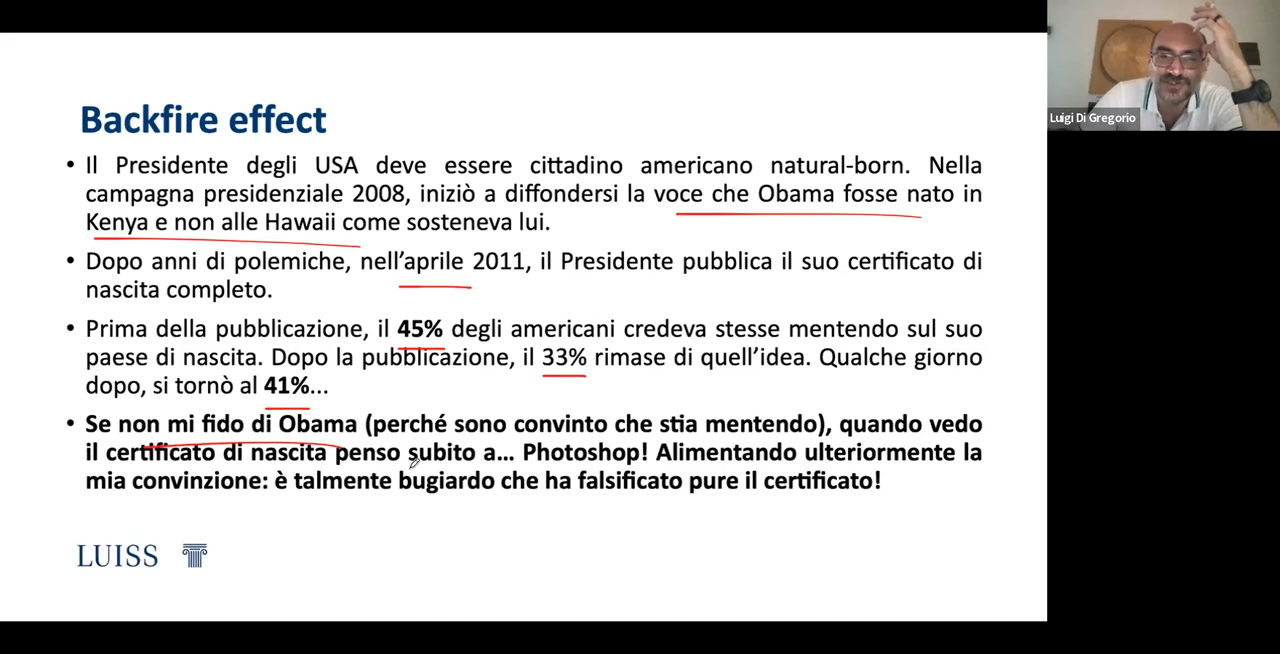 Backfire effect
• Il Presidente degli USA deve essere cittadino americano natural-born. Nella
campagna presidenziale 2008, iniziò a diffondersi la voce che Obama fosse nato in
Kenya e non alle Hawaii come sosteneva lui.
• Dopo anni di polemiche, nell’aprile 2011, il Presidente pubblica il suo certificato di
nascita completo.
• Prima della pubblicazione, il 45% degli americani credeva stesse mentendo sul suo
paese di nascita. Dopo la pubblicazione, il 33% rimase di quell’idea. Qualche giorno
dopo, si tornò al 41%...
• Se non mi fido di Obama (perché sono convinto che stia mentendo), quando vedo
il certificato di nascita penso subito a... Photoshop! Alimentando ulteriormente la
mia convinzione: è talmente bugiardo che ha falsificato pure il certificato!
LUISS
Luigi Di Gregorio